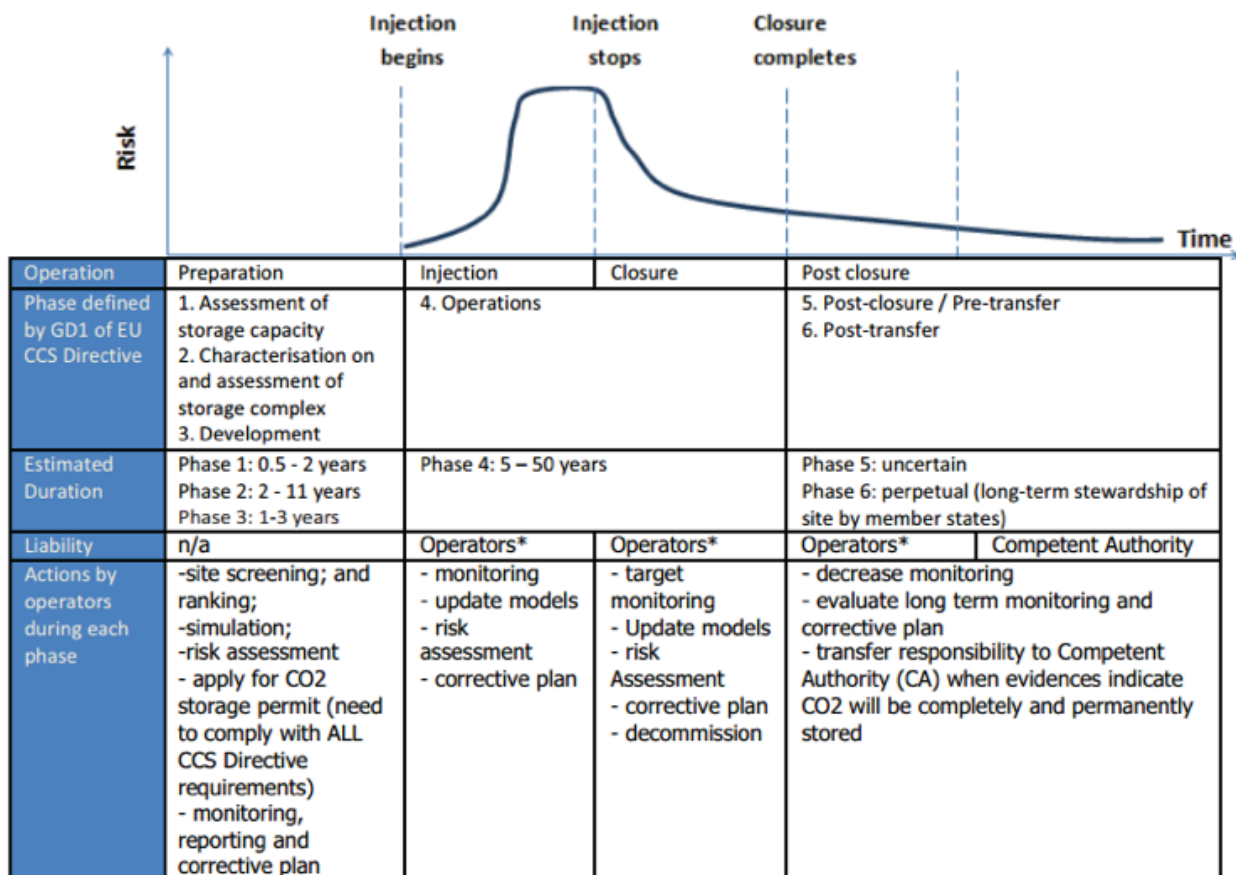 Injection begins
Injection stops
Closure completes
Risk
Time
Operation
Preparation
Injection
Closure
Post closure
Phase defined
by GD1 of EU
CCS Directive
1. Assessment of
storage capacity
2. Characterisation on
and assessment of
storage complex
3. Development
4. Operations
5. Post-closure / Pre-transfer
6. Post-transfer
Estimated
Duration
Phase 1: 0.5 - 2 years
Phase 2: 2 - 11 years
Phase 3: 1-3 years
Phase 4: 5 – 50 years
Phase 5: uncertain
Phase 6: perpetual (long-term stewardship of
site by member states)
Liability
n/a
Operators*
Operators*
Operators*
Competent Authority
Actions by
operators
during each
phase
-site screening; and
ranking;
-simulation;
-risk assessment
- apply for CO2
storage permit (need
to comply with ALL
CCS Directive
requirements)
- monitoring,
reporting and
corrective plan
- monitoring
- update models
- risk
assessment
- corrective plan
- target
monitoring
- Update models
- risk
Assessment
- corrective plan
- decommission
- decrease monitoring
- evaluate long term monitoring and
corrective plan
- transfer responsibility to Competent
Authority (CA) when evidences indicate
CO2 will be completely and permanently
stored